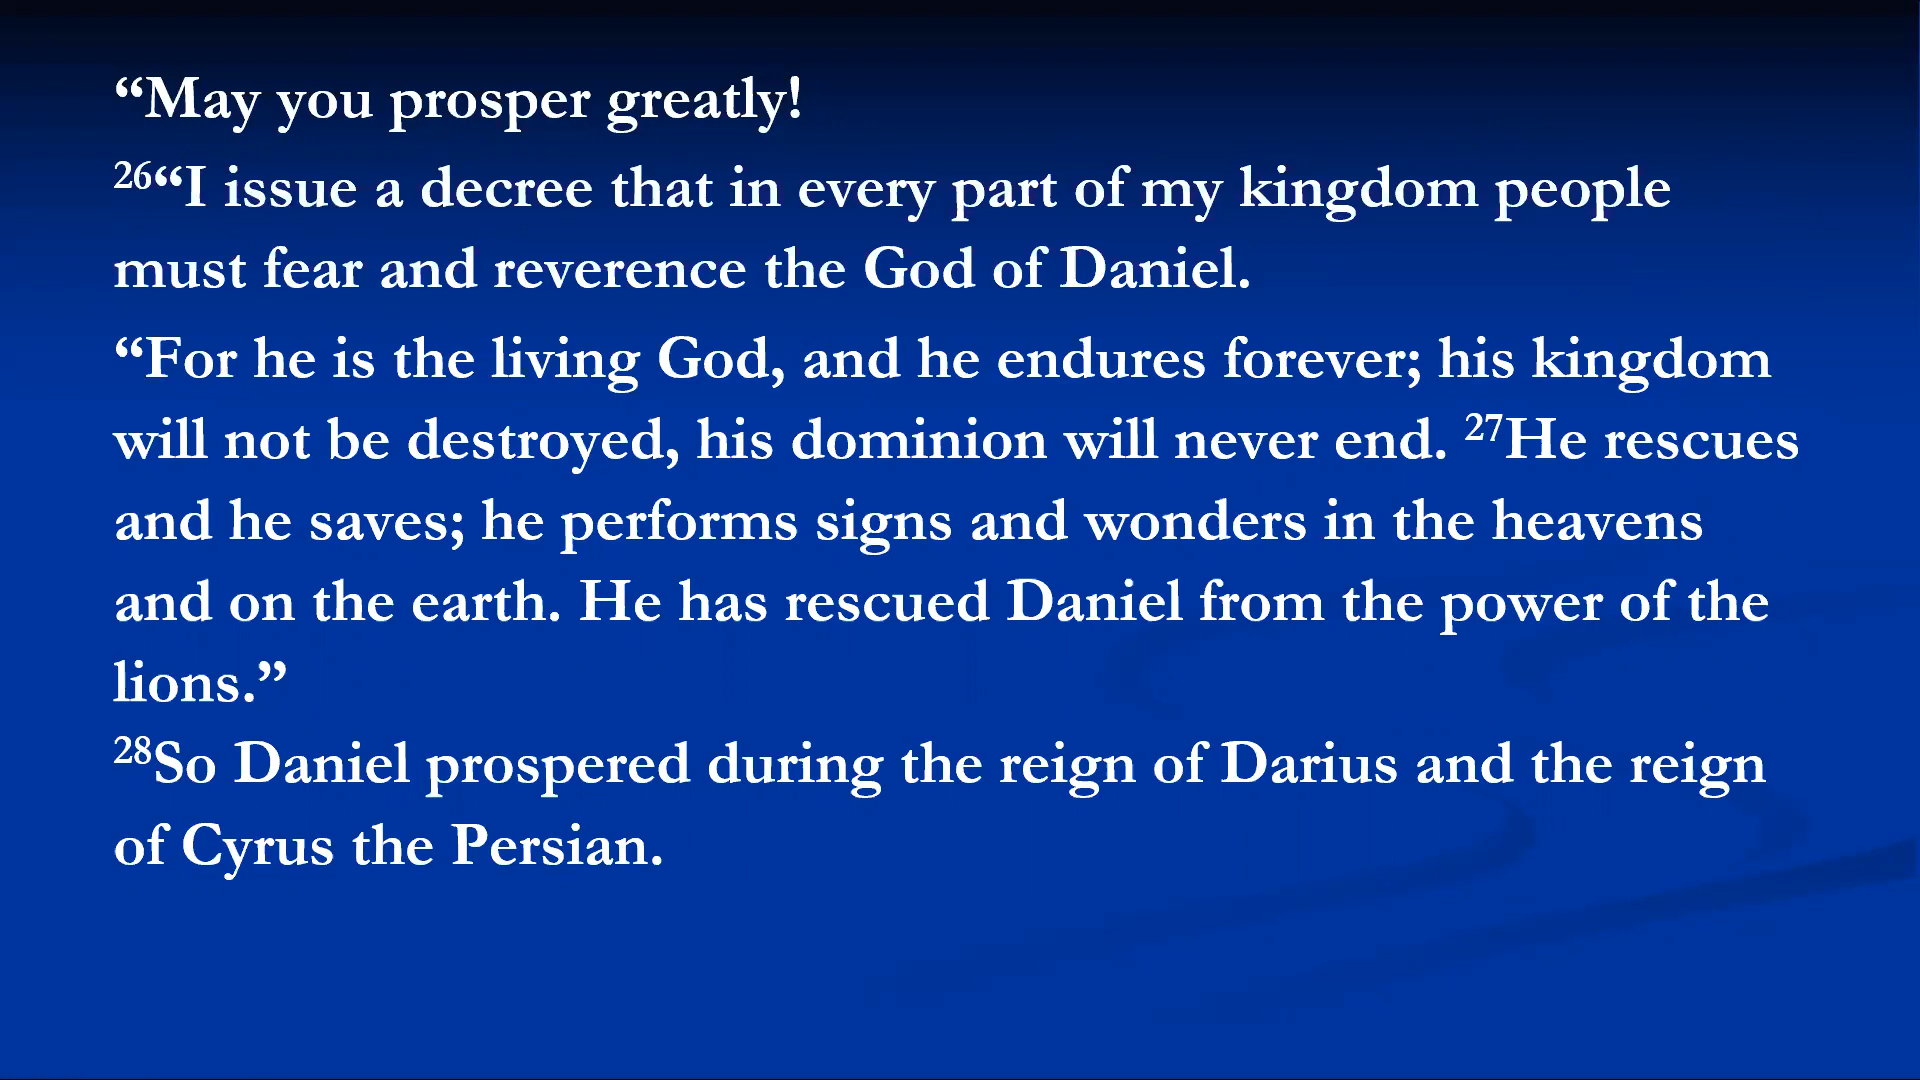 “May you prosper greatly!
26“I issue a decree that in every part of my kingdom people
must fear and reverence the God of Daniel.
“For he is the living God, and he endures forever; his kingdom
will not be destroyed, his dominion will never end. 27He rescues
and he saves; he performs signs and wonders in the heavens
and on the earth. He has rescued Daniel from the power of the
lions.”
28So Daniel prospered during the reign of Darius and the reign
of Cyrus the Persian.